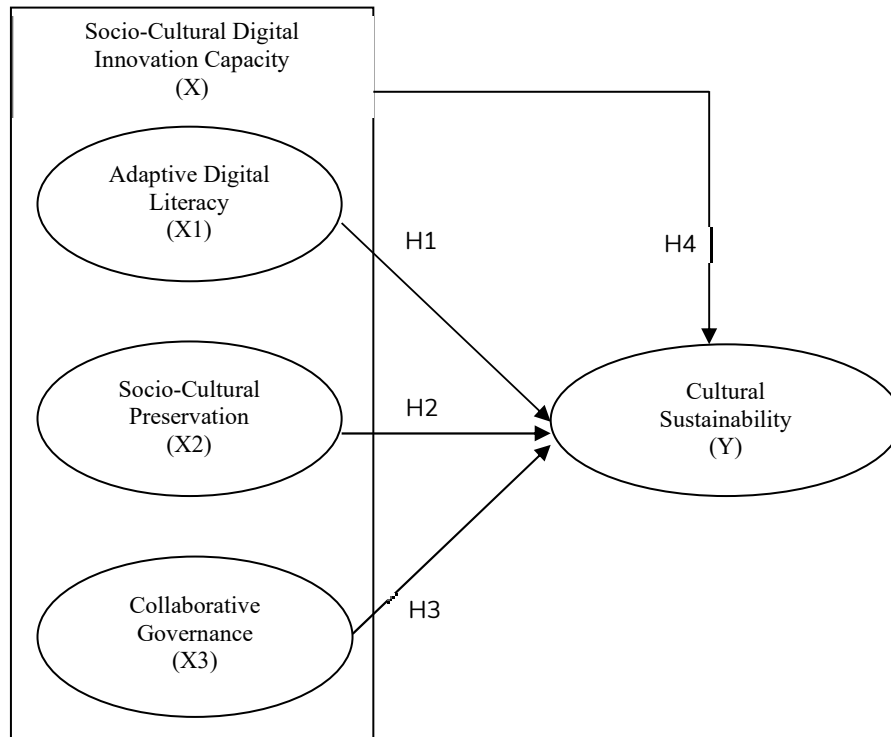 Socio-Cultural Digital
Innovation Capacity
(X)
Adaptive Digital
Literacy
(X1)
H1
H4
Socio-Cultural
Preservation
(X2)
H2
Cultural
Sustainability
(Y)
Collaborative
Governance
(X3)
H3